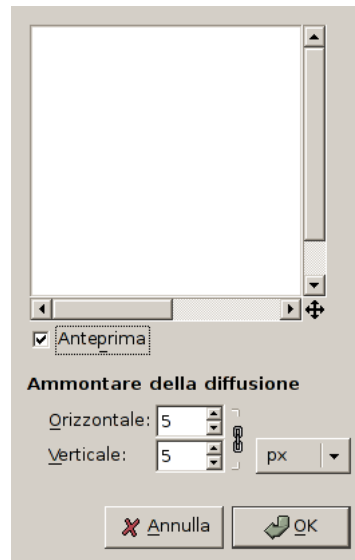 Anteprima
Ammontare della diffusione
Orizzontale: 5
Verticale: 5 px
Annulla OK